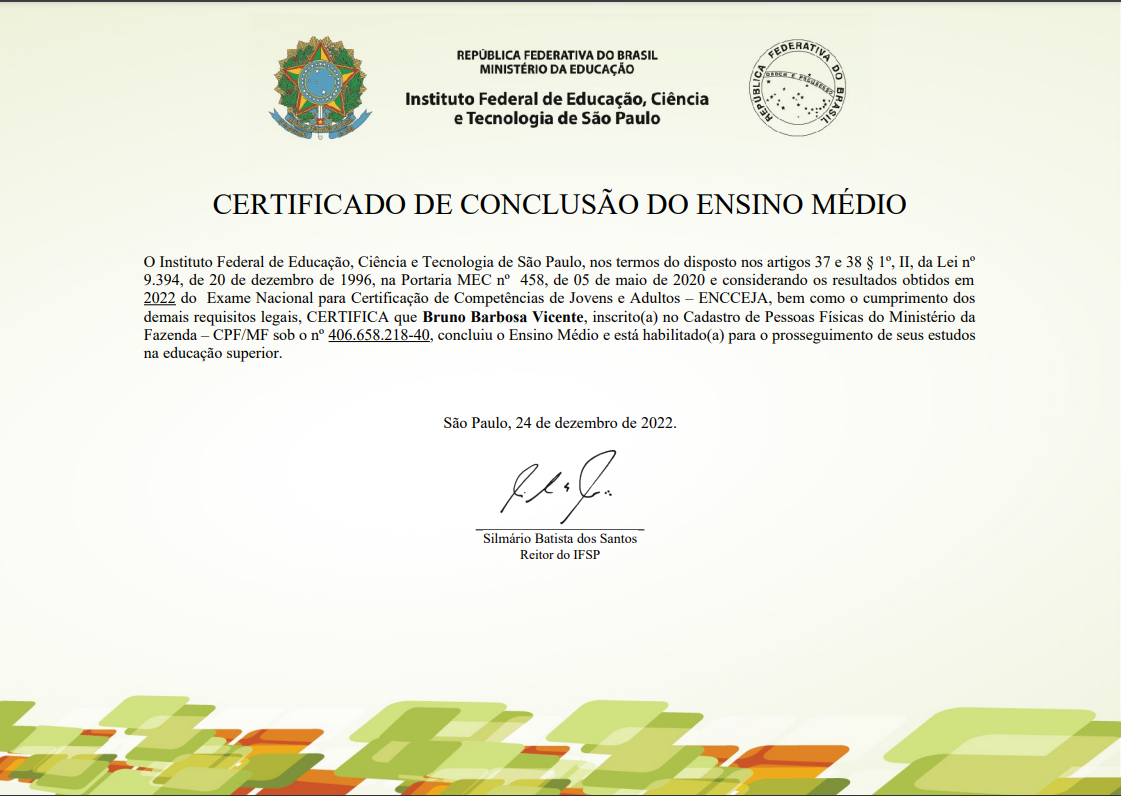 REPÚBLICA FEDERATIVA DO BRASIL
MINISTÉRIO DA EDUCAÇÃO
Instituto Federal de Educação, Ciência
e Tecnologia de São Paulo
REPÚBLICA FEDERATIVA DO BRASIL
ORDEM E PROGRESSO
CERTIFICADO DE CONCLUSÃO DO ENSINO MÉDIO
O Instituto Federal de Educação, Ciência e Tecnologia de São Paulo, nos termos do disposto nos artigos 37 e 38 § 1º, II, da Lei nº
9.394, de 20 de dezembro de 1996, na Portaria MEC nº 458, de 05 de maio de 2020 e considerando os resultados obtidos em
2022 do Exame Nacional para Certificação de Competências de Jovens e Adultos – ENCCEJA, bem como o cumprimento dos
demais requisitos legais, CERTIFICA que Bruno Barbosa Vicente, inscrito(a) no Cadastro de Pessoas Físicas do Ministério da
Fazenda – CPF/MF sob o nº 406.658.218-40, concluiu o Ensino Médio e está habilitado(a) para o prosseguimento de seus estudos
na educação superior.
São Paulo, 24 de dezembro de 2022.
Silmário Batista dos Santos
Reitor do IFSP